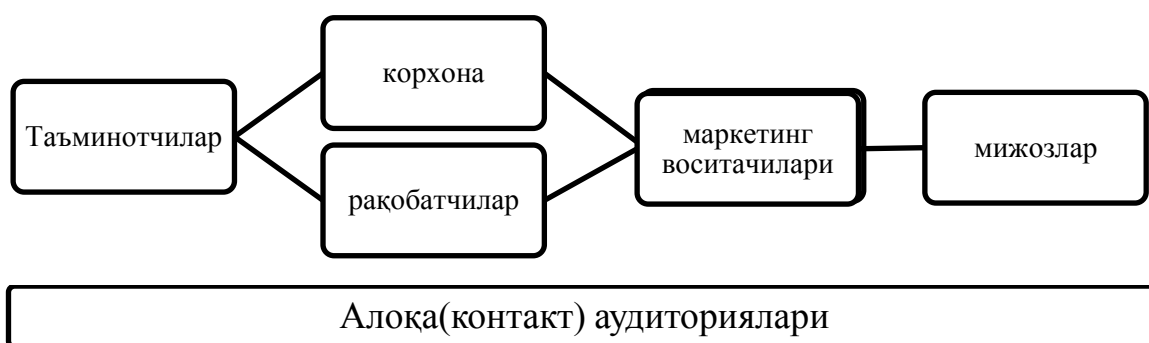 Таъминотчилар
корхона
рақобатчилар
маркетинг
воситачилари
мижозлар
Алоқа(контакт) аудиториялари